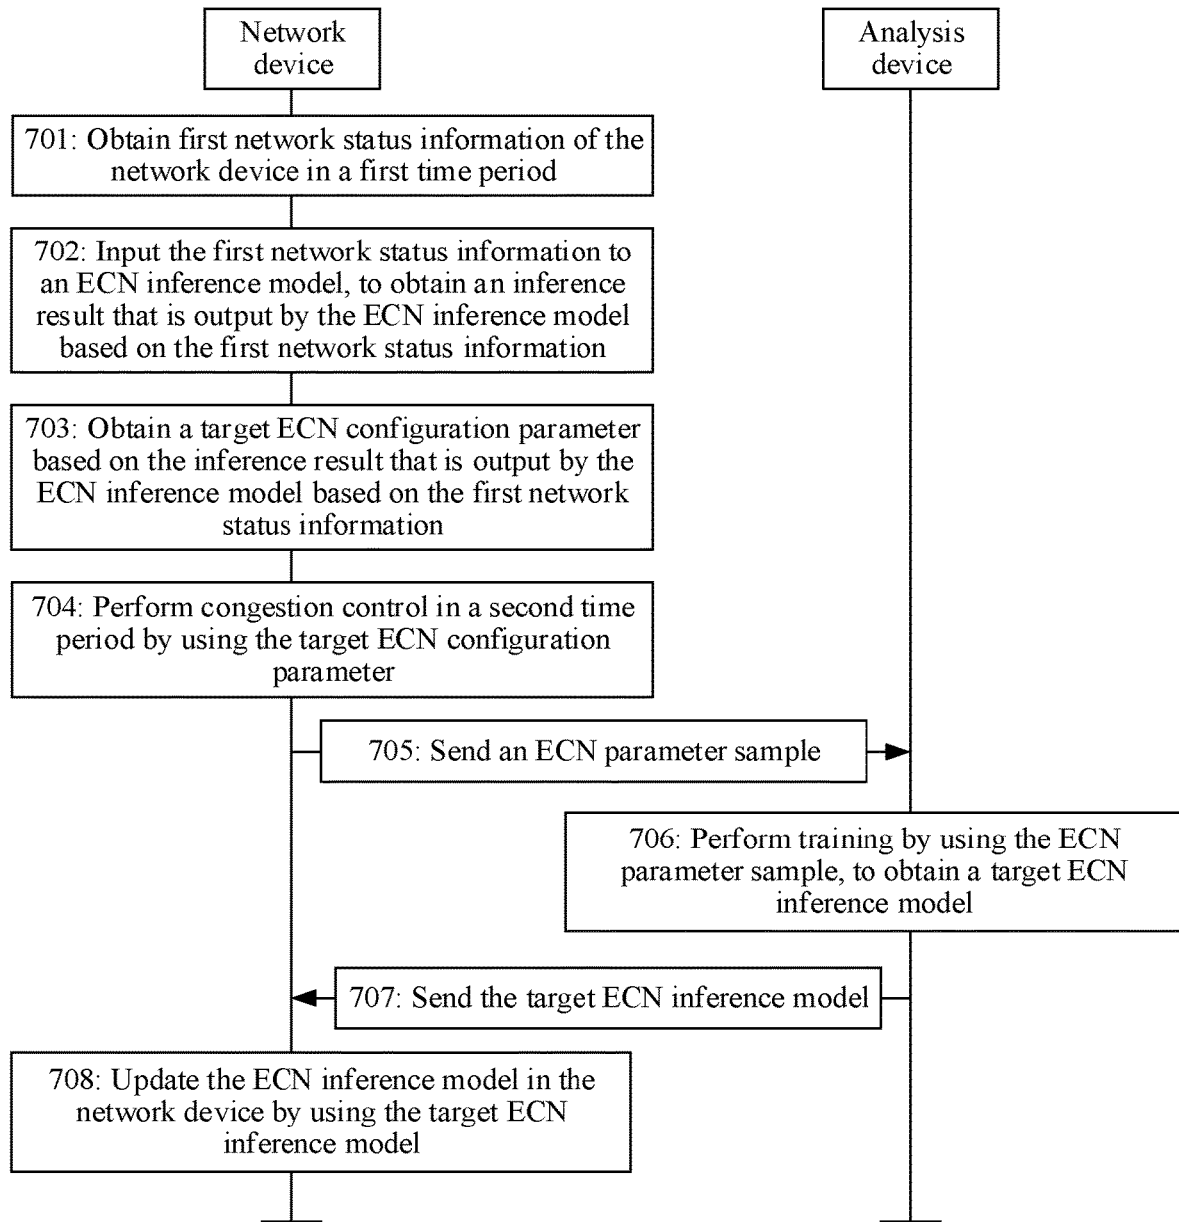 Network
device
Analysis
device
701: Obtain first network status information of the
network device in a first time period
702: Input the first network status information to
an ECN inference model, to obtain an inference
result that is output by the ECN inference model
based on the first network status information
703: Obtain a target ECN configuration parameter
based on the inference result that is output by the
ECN inference model based on the first network
status information
704: Perform congestion control in a second time
period by using the target ECN configuration
parameter
705: Send an ECN parameter sample
706: Perform training by using the ECN
parameter sample, to obtain a target ECN
inference model
707: Send the target ECN inference model
708: Update the ECN inference model in the
network device by using the target ECN
inference model